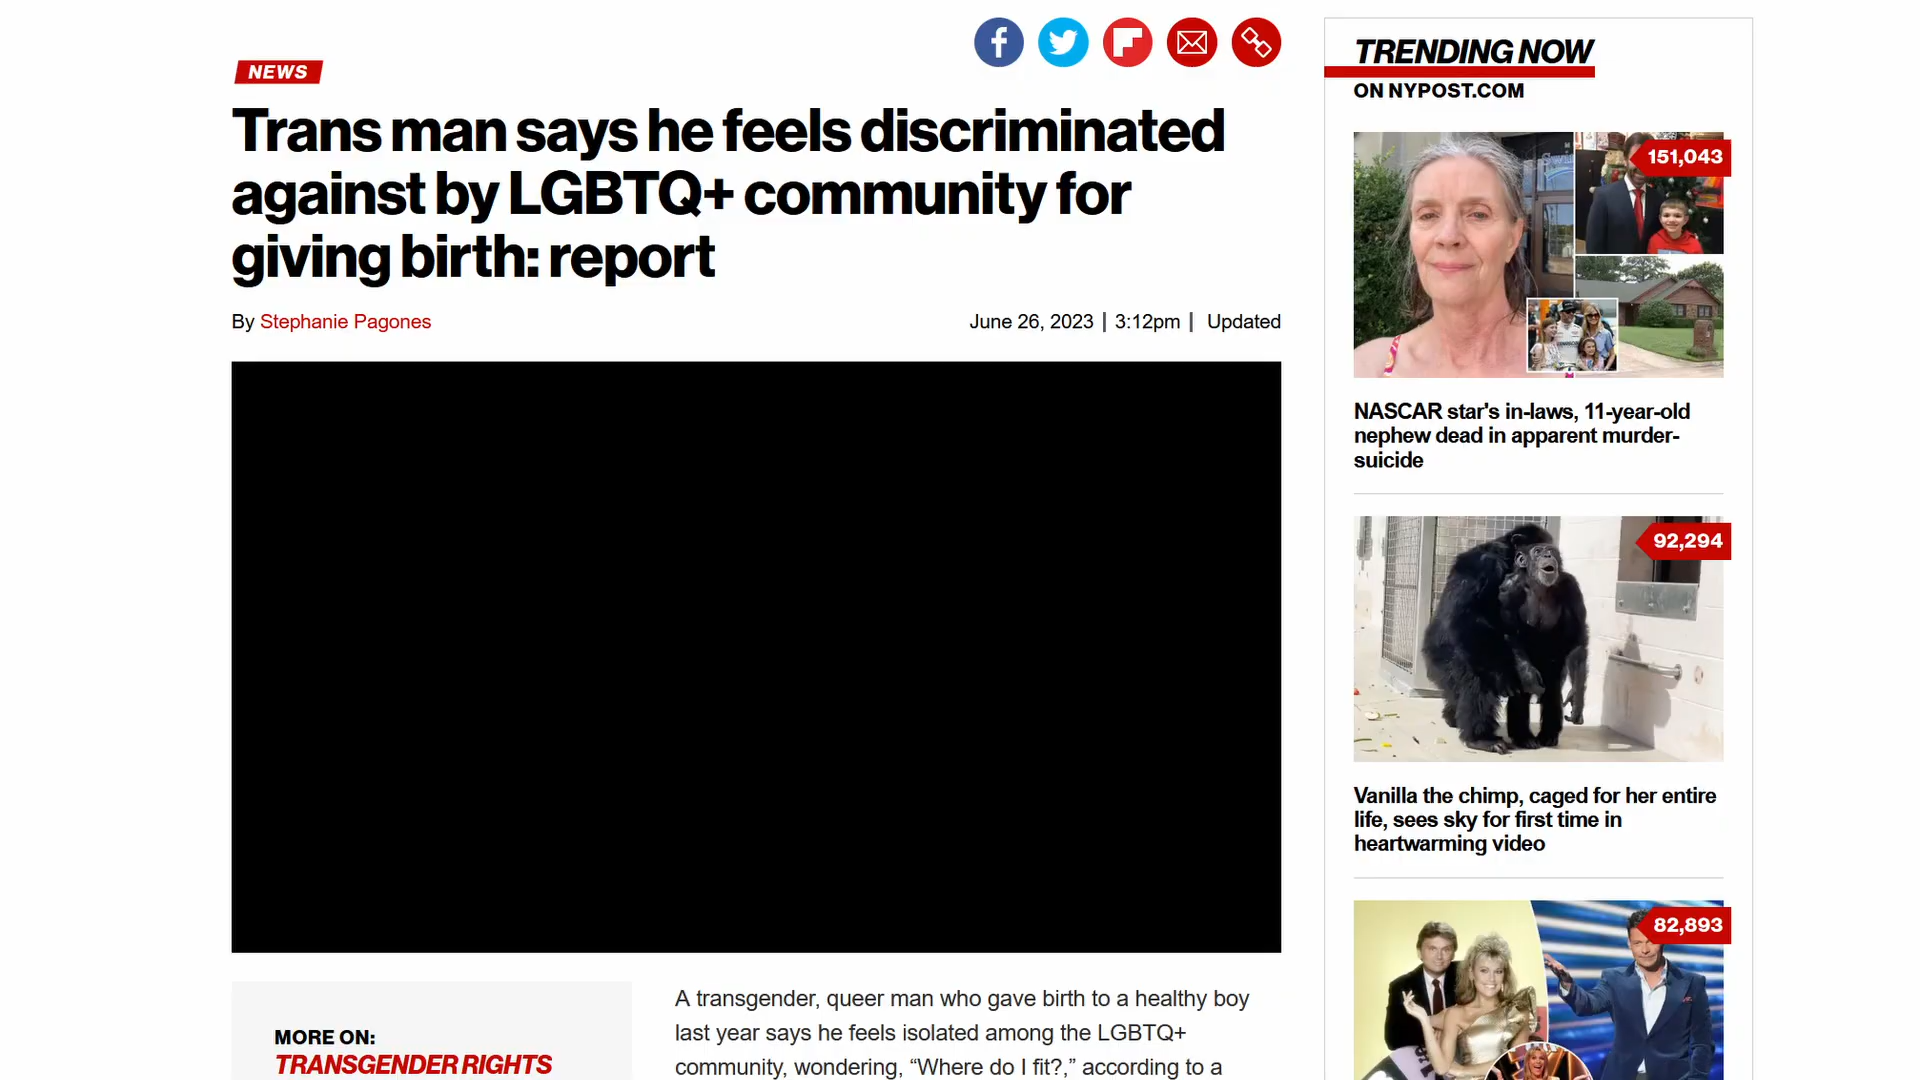 NEWS
Trans man says he feels discriminated
against by LGBTQ+ community for
giving birth: report
By Stephanie Pagones
June 26, 2023 | 3:12pm | Updated
MORE ON:
TRANSGENDER RIGHTS
A transgender, queer man who gave birth to a healthy boy
last year says he feels isolated among the LGBTQ+
community, wondering, “Where do I fit?,” according to a
TRENDING NOW
ON NYPOST.COM
151,043
NASCAR star's in-laws, 11-year-old
nephew dead in apparent murder-
suicide
92,294
Vanilla the chimp, caged for her entire
life, sees sky for first time in
heartwarming video
82,893